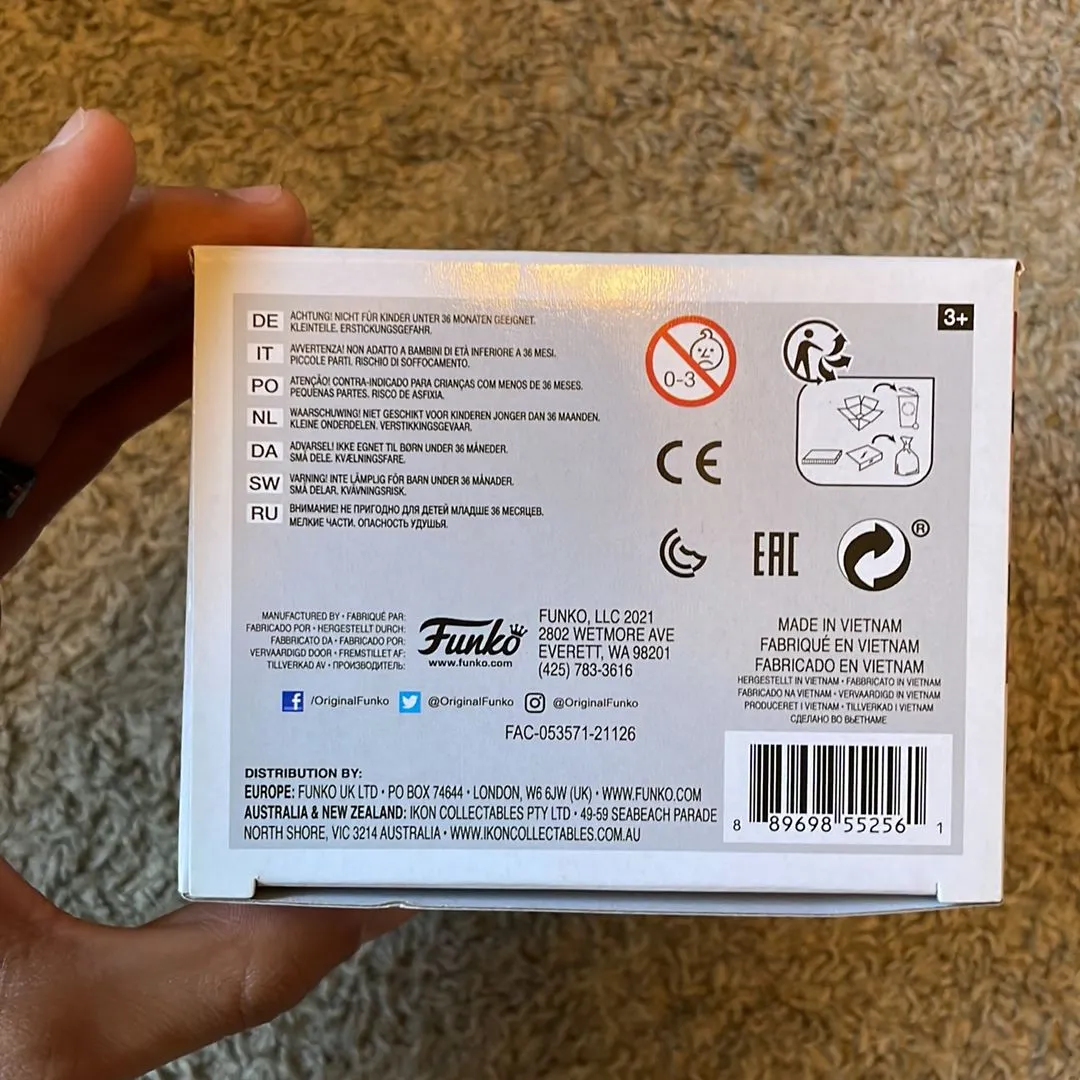 DE ACHTUNG! NICHT FÜR KINDER UNTER 36 MONATEN GEEIGNET.
KLEINTEILE. ERSTICKUNGSGEFAHR.
IT AVVERTENZA! NON ADATTO A BAMBINI DI ETÀ INFERIORE A 36 MESI.
PICCOLE PARTI. RISCHIO DI SOFFOCAMENTO.
PO ATENÇÃO! CONTRA-INDICADO PARA CRIANÇAS COM MENOS DE 36 MESES.
PEQUENAS PARTES. RISCO DE ASFIXIA.
NL WAARSCHUWING! NIET GESCHIKT VOOR KINDEREN JONGER DAN 36 MAANDEN.
KLEINE ONDERDELEN. VERSTIKKINGSGEVAAR.
DA ADVARSEL! IKKE EGNET TIL BØRN UNDER 36 MÅNEDER.
SMÅ DELE. KVÆLNINGSFARE.
SW VARNING! INTE LÄMPLIG FÖR BARN UNDER 36 MÅNADER.
SMÅ DELAR. KVÄVNINGSRISK.
RU ВНИМАНИЕ! НЕ ПРИГОДНО ДЛЯ ДЕТЕЙ МЛАДШЕ 36 МЕСЯЦЕВ.
МЕЛКИЕ ЧАСТИ. ОПАСНОСТЬ УДУШЬЯ.
0-3
3+
CE
EAC
®
MANUFACTURED BY • FABRIQUÉ PAR:
FABRICADO POR • HERGESTELLT DURCH:
FABBRICATO DA • FABRICADO POR:
VERVAARDIGD DOOR • FREMSTILLET AF:
TILLVERKAD AV • ПРОИЗВОДИТЕЛЬ:
Funko
www.funko.com
FUNKO, LLC 2021
2802 WETMORE AVE
EVERETT, WA 98201
(425) 783-3616
MADE IN VIETNAM
FABRIQUÉ EN VIETNAM
FABRICADO EN VIETNAM
HERGESTELLT IN VIETNAM • FABBRICATO IN VIETNAM
FABRICADO NA VIETNAM • VERVAARDIGD IN VIETNAM
PRODUCERET I VIETNAM • TILLVERKAD I VIETNAM
СДЕЛАНО ВО ВЬЕТНАМЕ
/OriginalFunko @OriginalFunko @OriginalFunko
FAC-053571-21126
DISTRIBUTION BY:
EUROPE: FUNKO UK LTD • PO BOX 74644 • LONDON, W6 6JW (UK) • WWW.FUNKO.COM
AUSTRALIA & NEW ZEALAND: IKON COLLECTABLES PTY LTD • 49-59 SEABEACH PARADE
NORTH SHORE, VIC 3214 AUSTRALIA • WWW.IKONCOLLECTABLES.COM.AU
8 89698 55256 1